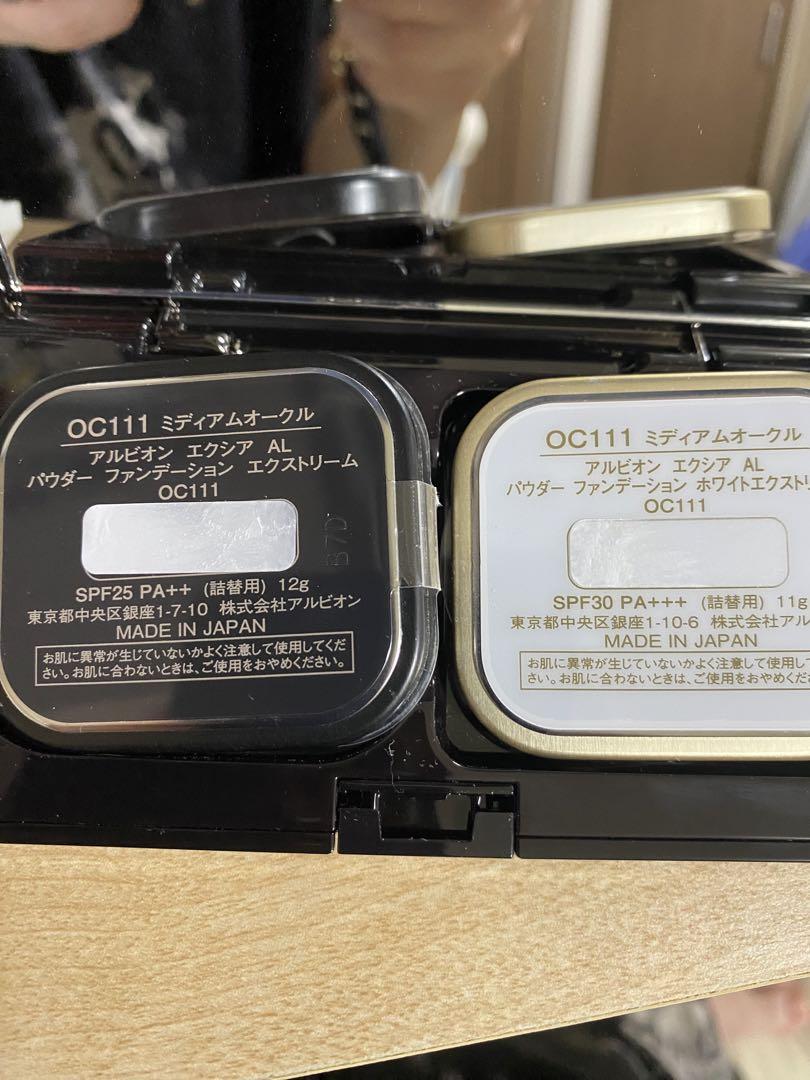 OC111 ミディアムオークル
アルビオン エクシア AL
パウダー ファンデーション エクストリーム
OC111
B7D
SPF25 PA++ (詰替用) 12g
東京都中央区銀座1-7-10 株式会社アルビオン
MADE IN JAPAN
お肌に異常が生じていないかよく注意して使用してくだ
さい。お肌に合わないときは、ご使用をおやめください。
OC111 ミディアムオークル
アルビオン エクシア AL
パウダー ファンデーション ホワイトエクストリ
OC111
SPF30 PA+++ (詰替用) 11g
東京都中央区銀座1-10-6 株式会社アル
MADE IN JAPAN
お肌に異常が生じていないかよく注意して使用して
さい。お肌に合わないときは、ご使用をおやめくだ